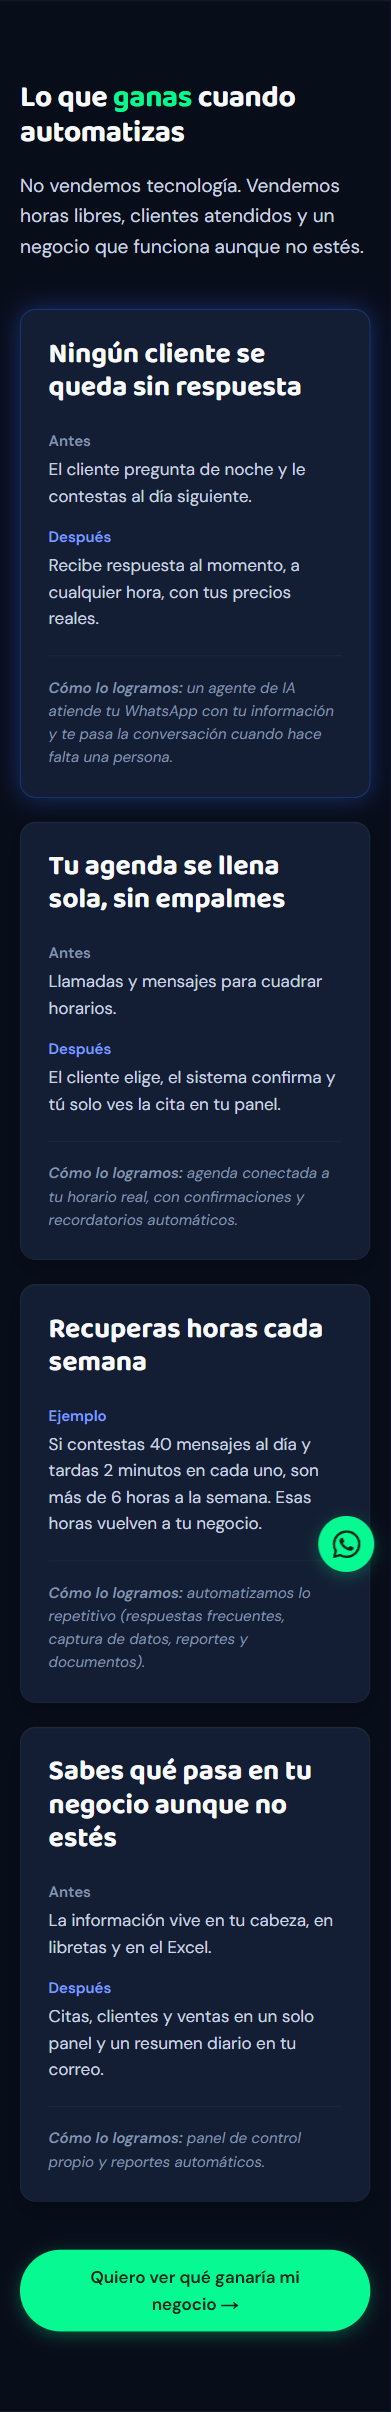 Lo que ganas cuando
automatizas
No vendemos tecnología. Vendemos
horas libres, clientes atendidos y un
negocio que funciona aunque no estés.
Ningún cliente se
queda sin respuesta
Antes
El cliente pregunta de noche y le
contestas al día siguiente.
Después
Recibe respuesta al momento, a
cualquier hora, con tus precios
reales.
Cómo lo logramos: un agente de IA
atiende tu WhatsApp con tu información
y te pasa la conversación cuando hace
falta una persona.
Tu agenda se llena
sola, sin empalmes
Antes
Llamadas y mensajes para cuadrar
horarios.
Después
El cliente elige, el sistema confirma y
tú solo ves la cita en tu panel.
Cómo lo logramos: agenda conectada a
tu horario real, con confirmaciones y
recordatorios automáticos.
Recuperas horas cada
semana
Ejemplo
Si contestas 40 mensajes al día y
tardas 2 minutos en cada uno, son
más de 6 horas a la semana. Esas
horas vuelven a tu negocio.
Cómo lo logramos: automatizamos lo
repetitivo (respuestas frecuentes,
captura de datos, reportes y
documentos).
Sabes qué pasa en tu
negocio aunque no
estés
Antes
La información vive en tu cabeza, en
libretas y en el Excel.
Después
Citas, clientes y ventas en un solo
panel y un resumen diario en tu
correo.
Cómo lo logramos: panel de control
propio y reportes automáticos.
Quiero ver qué ganaría mi
negocio →